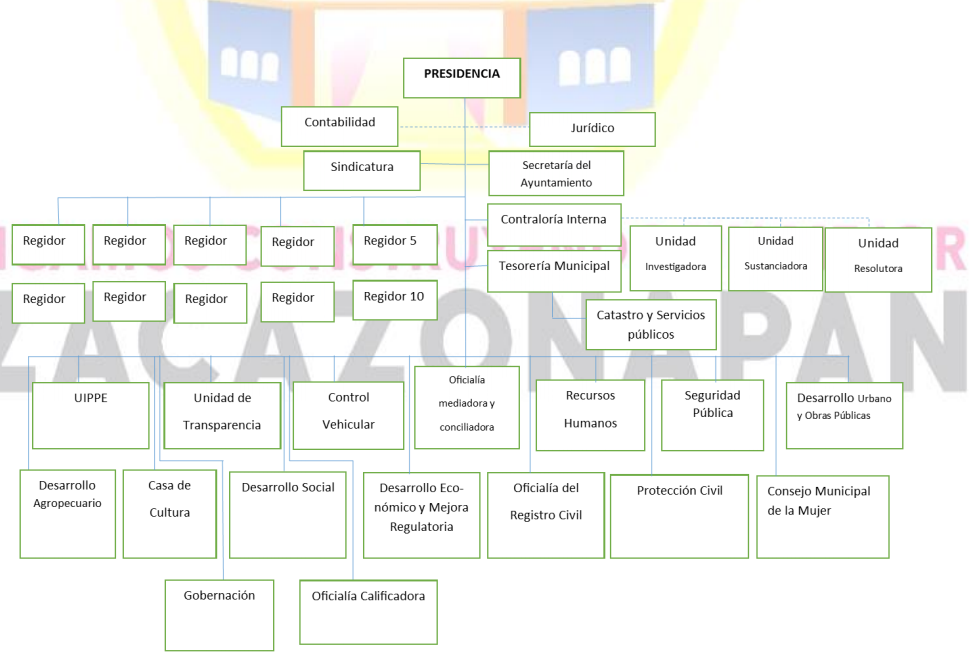 PRESIDENCIA
Contabilidad
Jurídico
Sindicatura
Secretaría del
Ayuntamiento
Contraloría Interna
Regidor
Regidor
Regidor
Regidor
Regidor 5
Unidad
Investigadora
Unidad
Sustanciadora
Unidad
Resolutora
Tesorería Municipal
Regidor
Regidor
Regidor
Regidor
Regidor 10
Catastro y Servicios
públicos
ZACAZONAPAN
UIPPE
Unidad de
Transparencia
Control
Vehicular
Oficialía
mediadora y
conciliadora
Recursos
Humanos
Seguridad
Pública
Desarrollo Urbano
y Obras Públicas
Desarrollo
Agropecuario
Casa de
Cultura
Desarrollo Social
Desarrollo Eco-
nómico y Mejora
Regulatoria
Oficialía del
Registro Civil
Protección Civil
Consejo Municipal
de la Mujer
Gobernación
Oficialía Calificadora